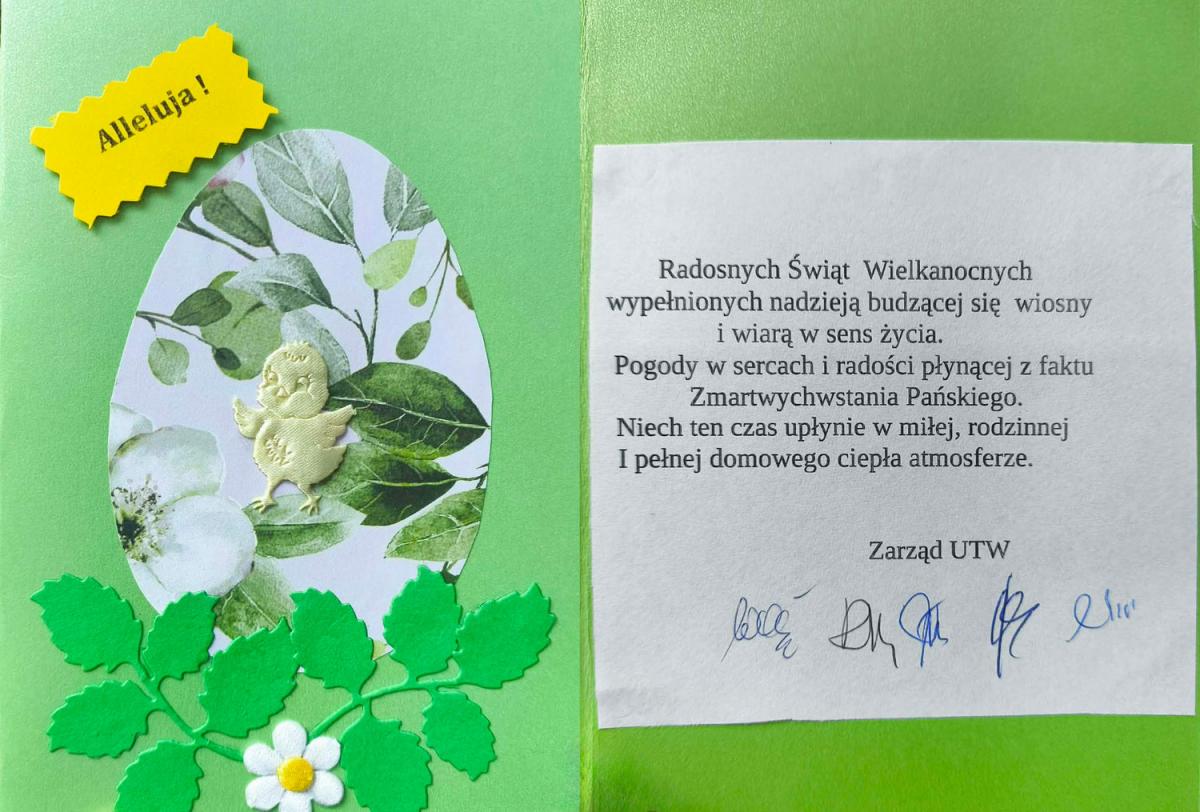 Alleluja !
Radosnych Świąt Wielkanocnych
wypełnionych nadzieją budzącej się wiosny
i wiarą w sens życia.
Pogody w sercach i radości płynącej z faktu
Zmartwychwstania Pańskiego.
Niech ten czas upłynie w miłej, rodzinnej
I pełnej domowego ciepła atmosferze.
Zarząd UTW